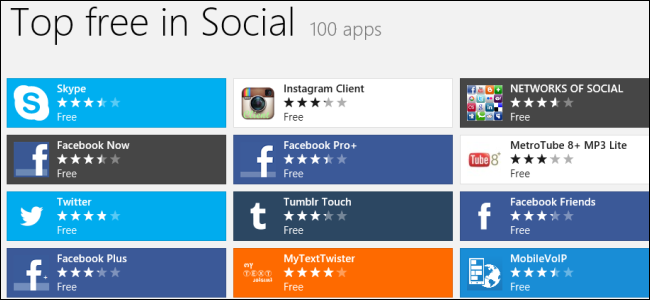 Top free in Social 100 apps
Skype
Free
Instagram Client
Free
NETWORKS OF SOCIAL
Free
Facebook Now
Free
Facebook Pro+
Free
MetroTube 8+ MP3 Lite
Free
Twitter
Free
Tumblr Touch
Free
Facebook Friends
Free
Facebook Plus
Free
MyTextTwister
Free
MobileVoIP
Free